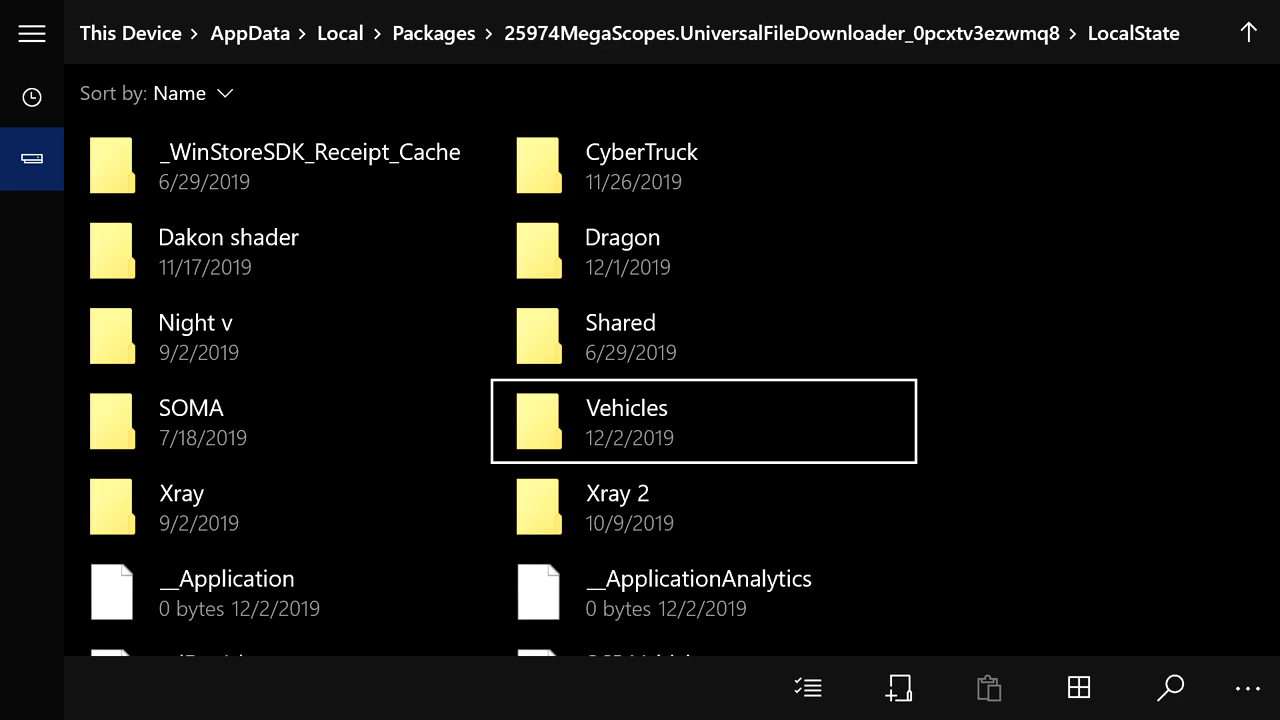 This Device > AppData > Local > Packages > 25974MegaScopes.UniversalFileDownloader_0pcxtv3ezwmq8 > LocalState
Sort by: Name
_WinStoreSDK_Receipt_Cache
6/29/2019
CyberTruck
11/26/2019
Dakon shader
11/17/2019
Dragon
12/1/2019
Night v
9/2/2019
Shared
6/29/2019
SOMA
7/18/2019
Vehicles
12/2/2019
Xray
9/2/2019
Xray 2
10/9/2019
__Application
0 bytes 12/2/2019
__ApplicationAnalytics
0 bytes 12/2/2019